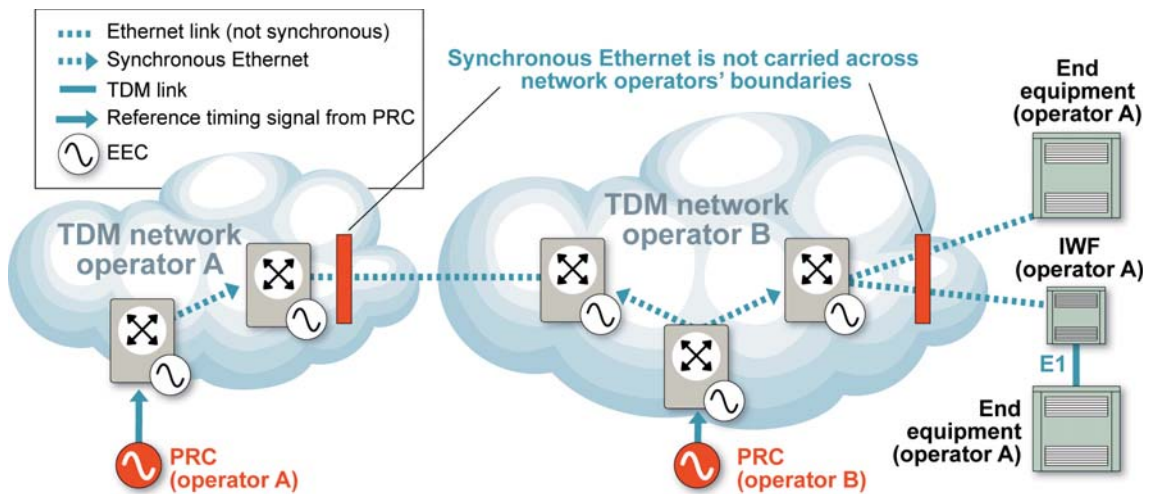 Ethernet link (not synchronous)
Synchronous Ethernet
TDM link
Reference timing signal from PRC
EEC
Synchronous Ethernet is not carried across
network operators' boundaries
End
equipment
(operator A)
TDM network
operator A
TDM network
operator B
IWF
(operator A)
E1
End
equipment
(operator A)
PRC
(operator A)
PRC
(operator B)